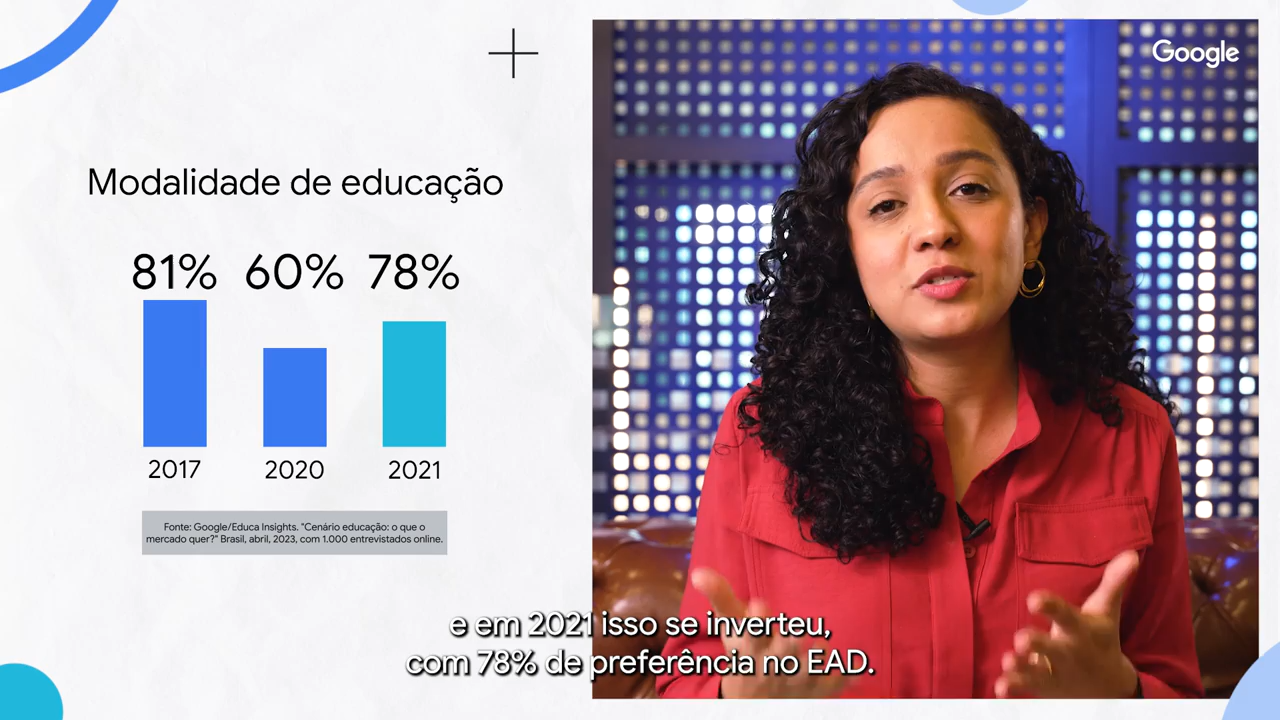 Google
Modalidade de educação
81% 60% 78%
2017 2020 2021
Fonte: Google/Educa Insights. "Cenário educação: o que o
mercado quer?" Brasil, abril, 2023, com 1.000 entrevistados online.
e em 2021 isso se inverteu,
com 78% de preferência no EAD.